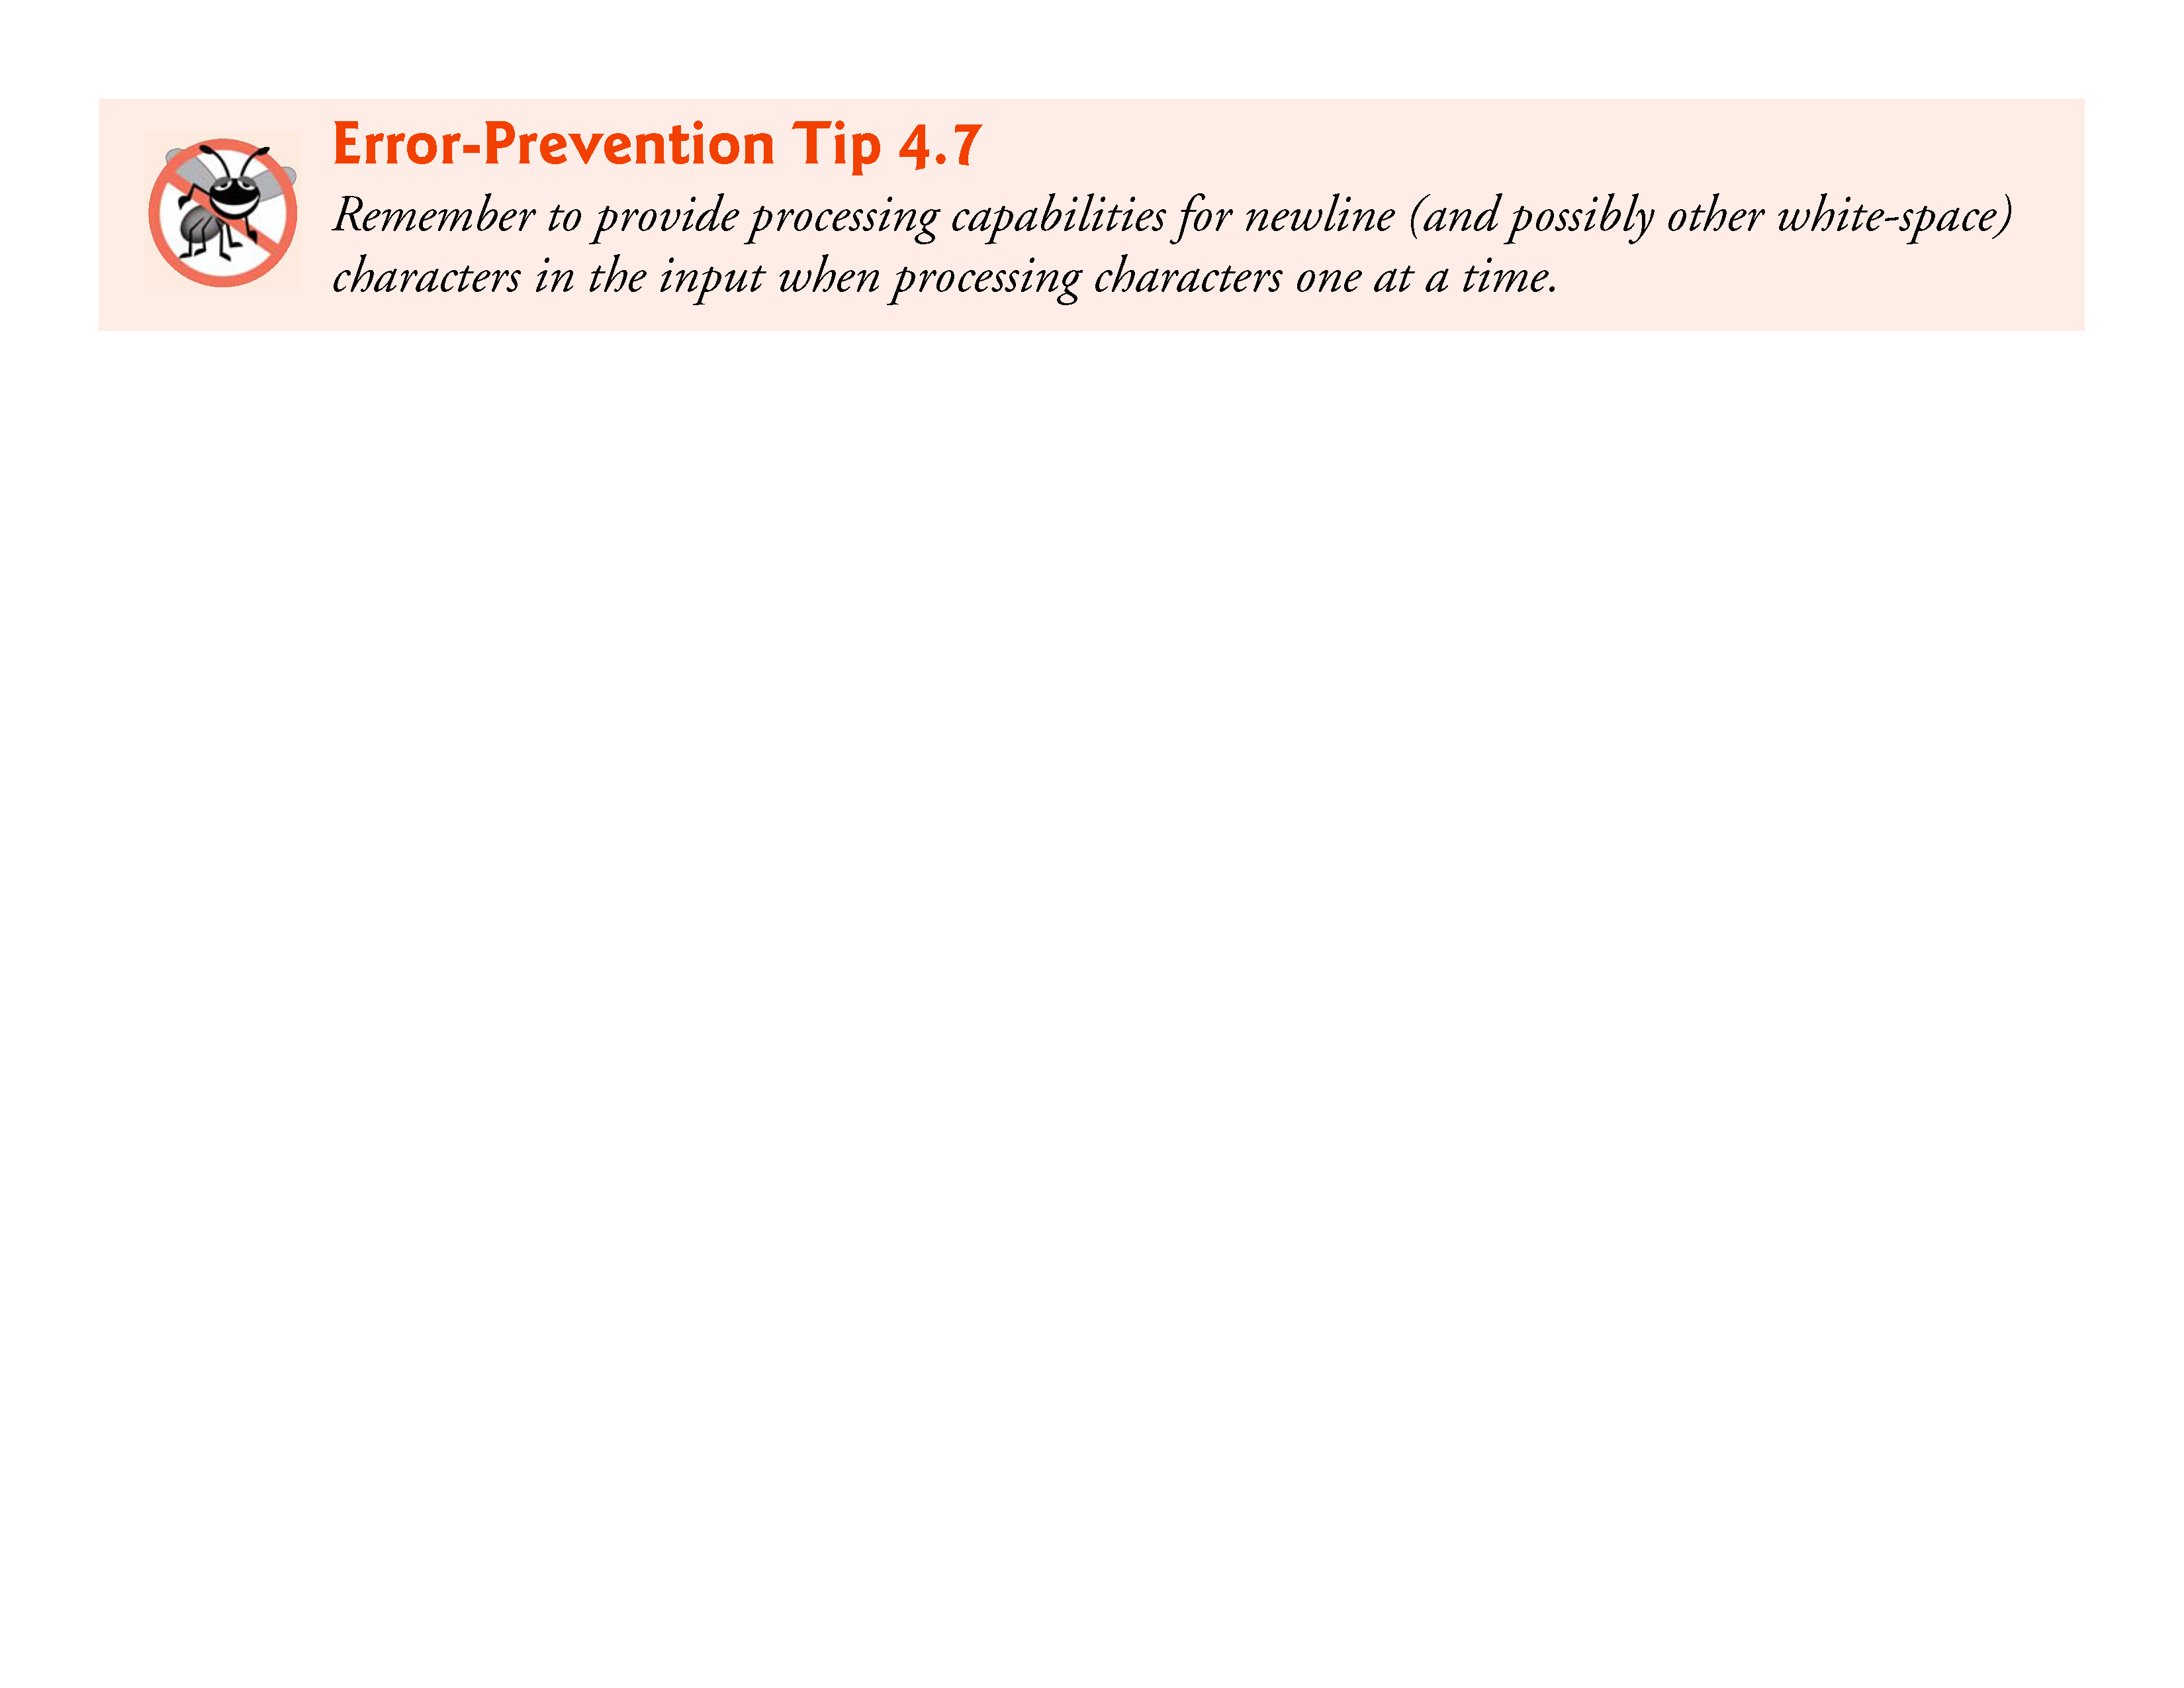 Error-Prevention Tip 4.7
Remember to provide processing capabilities for newline (and possibly other white-space)
characters in the input when processing characters one at a time.